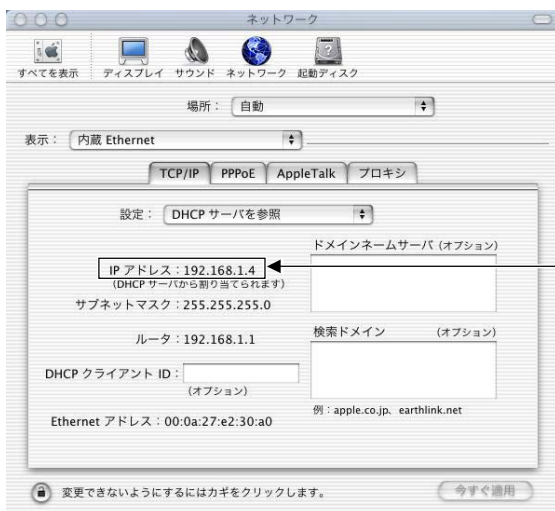 ネットワーク
すべてを表示 ディスプレイ サウンド ネットワーク 起動ディスク
場所： 自動
表示： 内蔵 Ethernet
TCP/IP PPPoE AppleTalk プロキシ
設定： DHCP サーバを参照
ドメインネームサーバ (オプション)
IP アドレス：192.168.1.4
(DHCP サーバから割り当てられます)
サブネットマスク：255.255.255.0
ルータ：192.168.1.1
検索ドメイン (オプション)
DHCP クライアント ID：
(オプション)
例：apple.co.jp、earthlink.net
Ethernet アドレス：00:0a:27:e2:30:a0
変更できないようにするにはカギをクリックします。
今すぐ適用